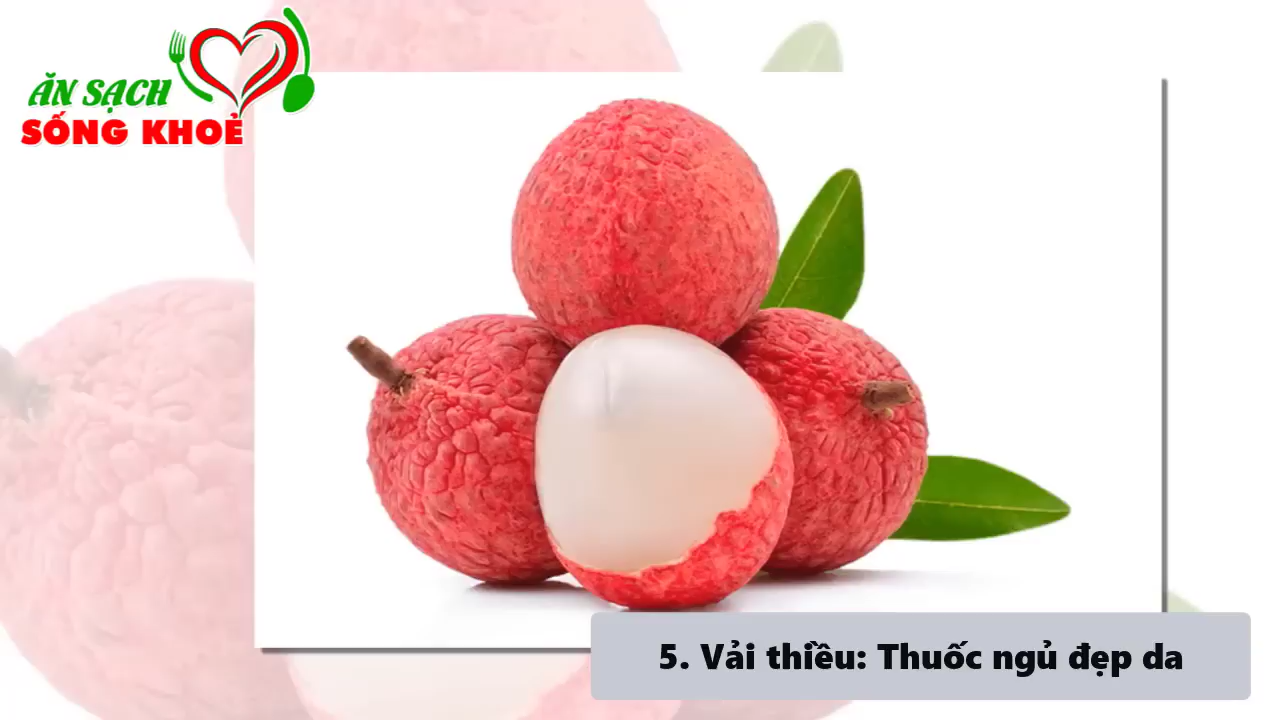 ĂN SẠCH
SỐNG KHOẺ
5. Vải thiều: Thuốc ngủ đẹp da